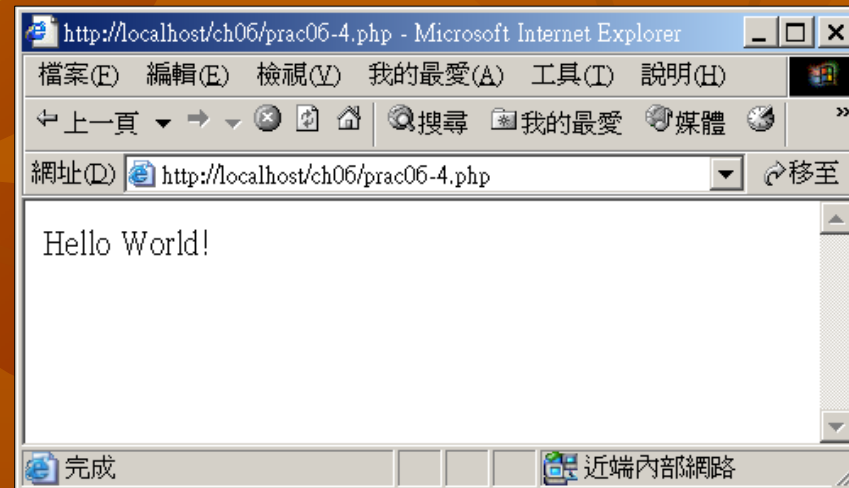 http://localhost/ch06/prac06-4.php - Microsoft Internet Explorer
檔案(F) 編輯(E) 檢視(V) 我的最愛(A) 工具(T) 說明(H)
上一頁 搜尋 我的最愛 媒體 »
網址(D) http://localhost/ch06/prac06-4.php 移至
Hello World!
完成 近端內部網路